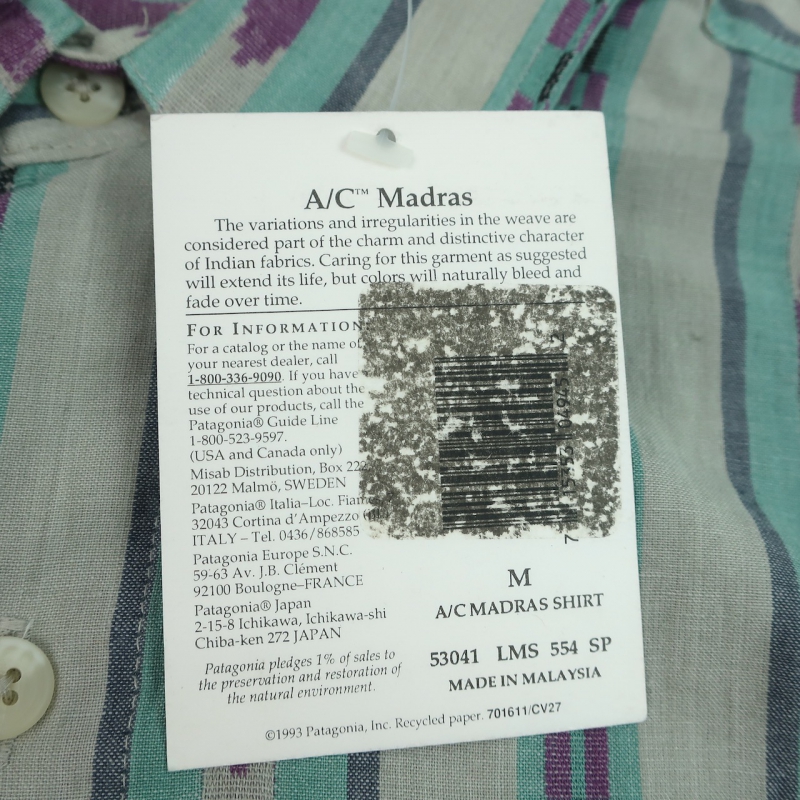 A/C™ Madras
The variations and irregularities in the weave are
considered part of the charm and distinctive character
of Indian fabrics. Caring for this garment as suggested
will extend its life, but colors will naturally bleed and
fade over time.
FOR INFORMATION:
For a catalog or the name of
your nearest dealer, call
1-800-336-9090. If you have
technical question about the
use of our products, call the
Patagonia® Guide Line
1-800-523-9597.
(USA and Canada only)
Misab Distribution, Box 222
20122 Malmö, SWEDEN
Patagonia® Italia–Loc.
32043 Cortina d'Ampezzo
ITALY – Tel. 0436/868585
Patagonia Europe S.N.C.
59-63 Av. J.B. Clément
92100 Boulogne–FRANCE
Patagonia® Japan
2-15-8 Ichikawa, Ichikawa-shi
Chiba-ken 272 JAPAN
Patagonia pledges 1% of sales to
the preservation and restoration of
the natural environment.
M
A/C MADRAS SHIRT
53041 LMS 554 SP
MADE IN MALAYSIA
©1993 Patagonia, Inc. Recycled paper. 701611/CV27